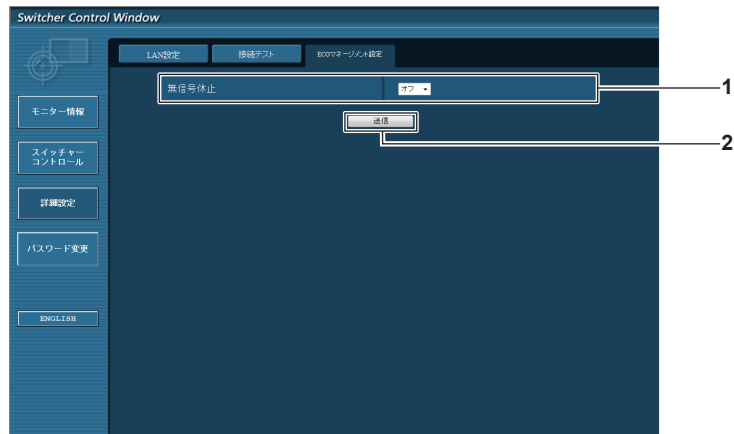 Switcher Control Window
LAN設定 接続テスト ECOマネージメント設定
無信号休止 オフ 1
送信
2
モニター情報
スイッチャー
コントロール
詳細設定
パスワード変更
ENGLISH